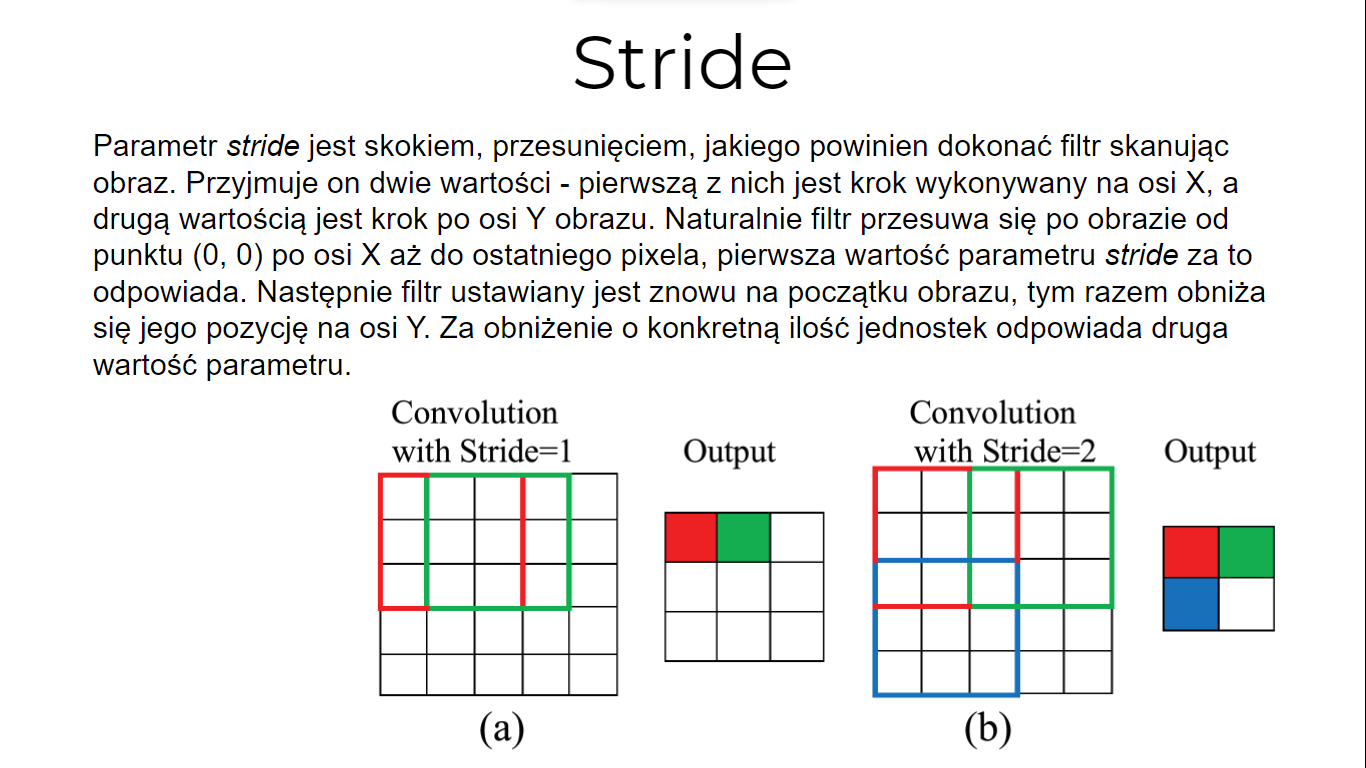 Stride
Parametr stride jest skokiem, przesunięciem, jakiego powinien dokonać filtr skanując
obraz. Przyjmuje on dwie wartości - pierwszą z nich jest krok wykonywany na osi X, a
drugą wartością jest krok po osi Y obrazu. Naturalnie filtr przesuwa się po obrazie od
punktu (0, 0) po osi X aż do ostatniego pixela, pierwsza wartość parametru stride za to
odpowiada. Następnie filtr ustawiany jest znowu na początku obrazu, tym razem obniża
się jego pozycję na osi Y. Za obniżenie o konkretną ilość jednostek odpowiada druga
wartość parametru.
Convolution
with Stride=1
Output
(a)
Convolution
with Stride=2
Output
(b)